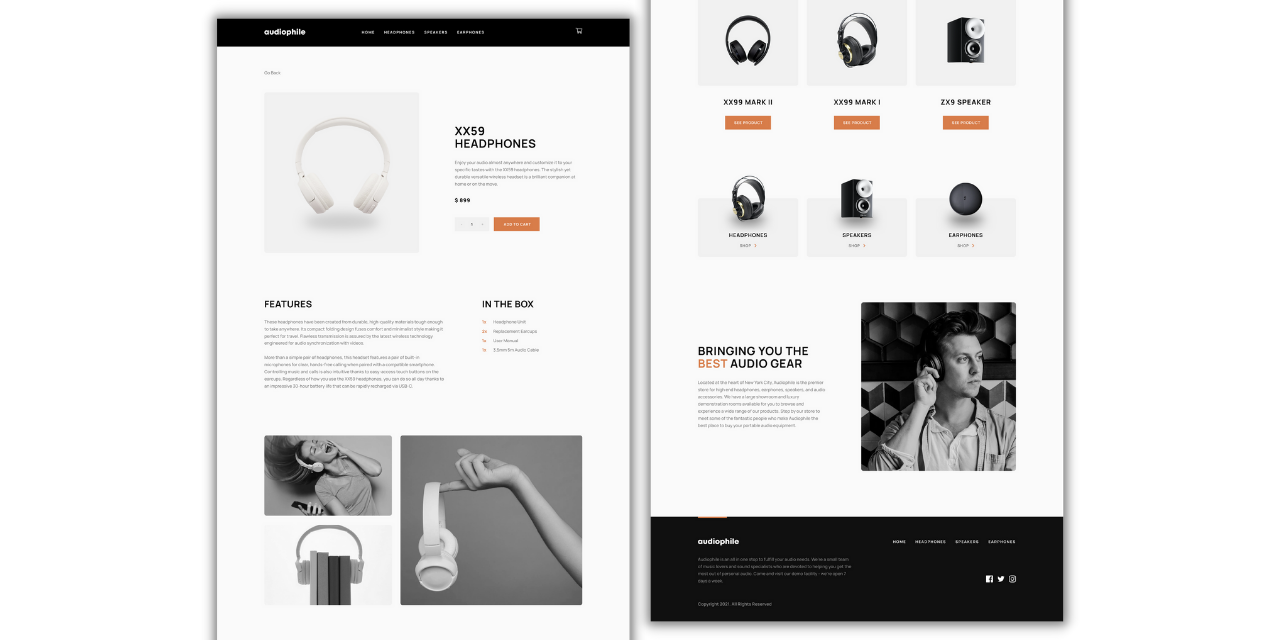 audiophile
HOME HEADPHONES SPEAKERS EARPHONES
Go Back
XX59
HEADPHONES
Enjoy your audio almost anywhere and customize it to your
specific tastes with the XX59 headphones. The stylish yet
durable versatile wireless headset is a brilliant companion at
home or on the move.
$ 899
- 1 +
ADD TO CART
FEATURES
These headphones have been created from durable, high-quality materials tough enough
to take anywhere. Its compact folding design fuses comfort and minimalist style making it
perfect for travel. Flawless transmission is assured by the latest wireless technology
engineered for audio synchronization with videos.
More than a simple pair of headphones, this headset features a pair of built-in
microphones for clear, hands-free calling when paired with a compatible smartphone.
Controlling music and calls is also intuitive thanks to easy-access touch buttons on the
earcups. Regardless of how you use the XX59 headphones, you can do so all day thanks to
an impressive 30-hour battery life that can be rapidly recharged via USB-C.
IN THE BOX
1x Headphone Unit
2x Replacement Earcups
1x User Manual
1x 3.5mm 5m Audio Cable
XX99 MARK II
SEE PRODUCT
XX99 MARK I
SEE PRODUCT
ZX9 SPEAKER
SEE PRODUCT
HEADPHONES
SHOP >
SPEAKERS
SHOP >
EARPHONES
SHOP >
BRINGING YOU THE
BEST AUDIO GEAR
Located at the heart of New York City, Audiophile is the premier
store for high end headphones, earphones, speakers, and audio
accessories. We have a large showroom and luxury
demonstration rooms available for you to browse and
experience a wide range of our products. Stop by our store to
meet some of the fantastic people who make Audiophile the
best place to buy your portable audio equipment.
audiophile
HOME HEADPHONES SPEAKERS EARPHONES
Audiophile is an all in one stop to fulfill your audio needs. We're a small team
of music lovers and sound specialists who are devoted to helping you get the
most out of personal audio. Come and visit our demo facility - we're open 7
days a week.
Copyright 2021. All Rights Reserved